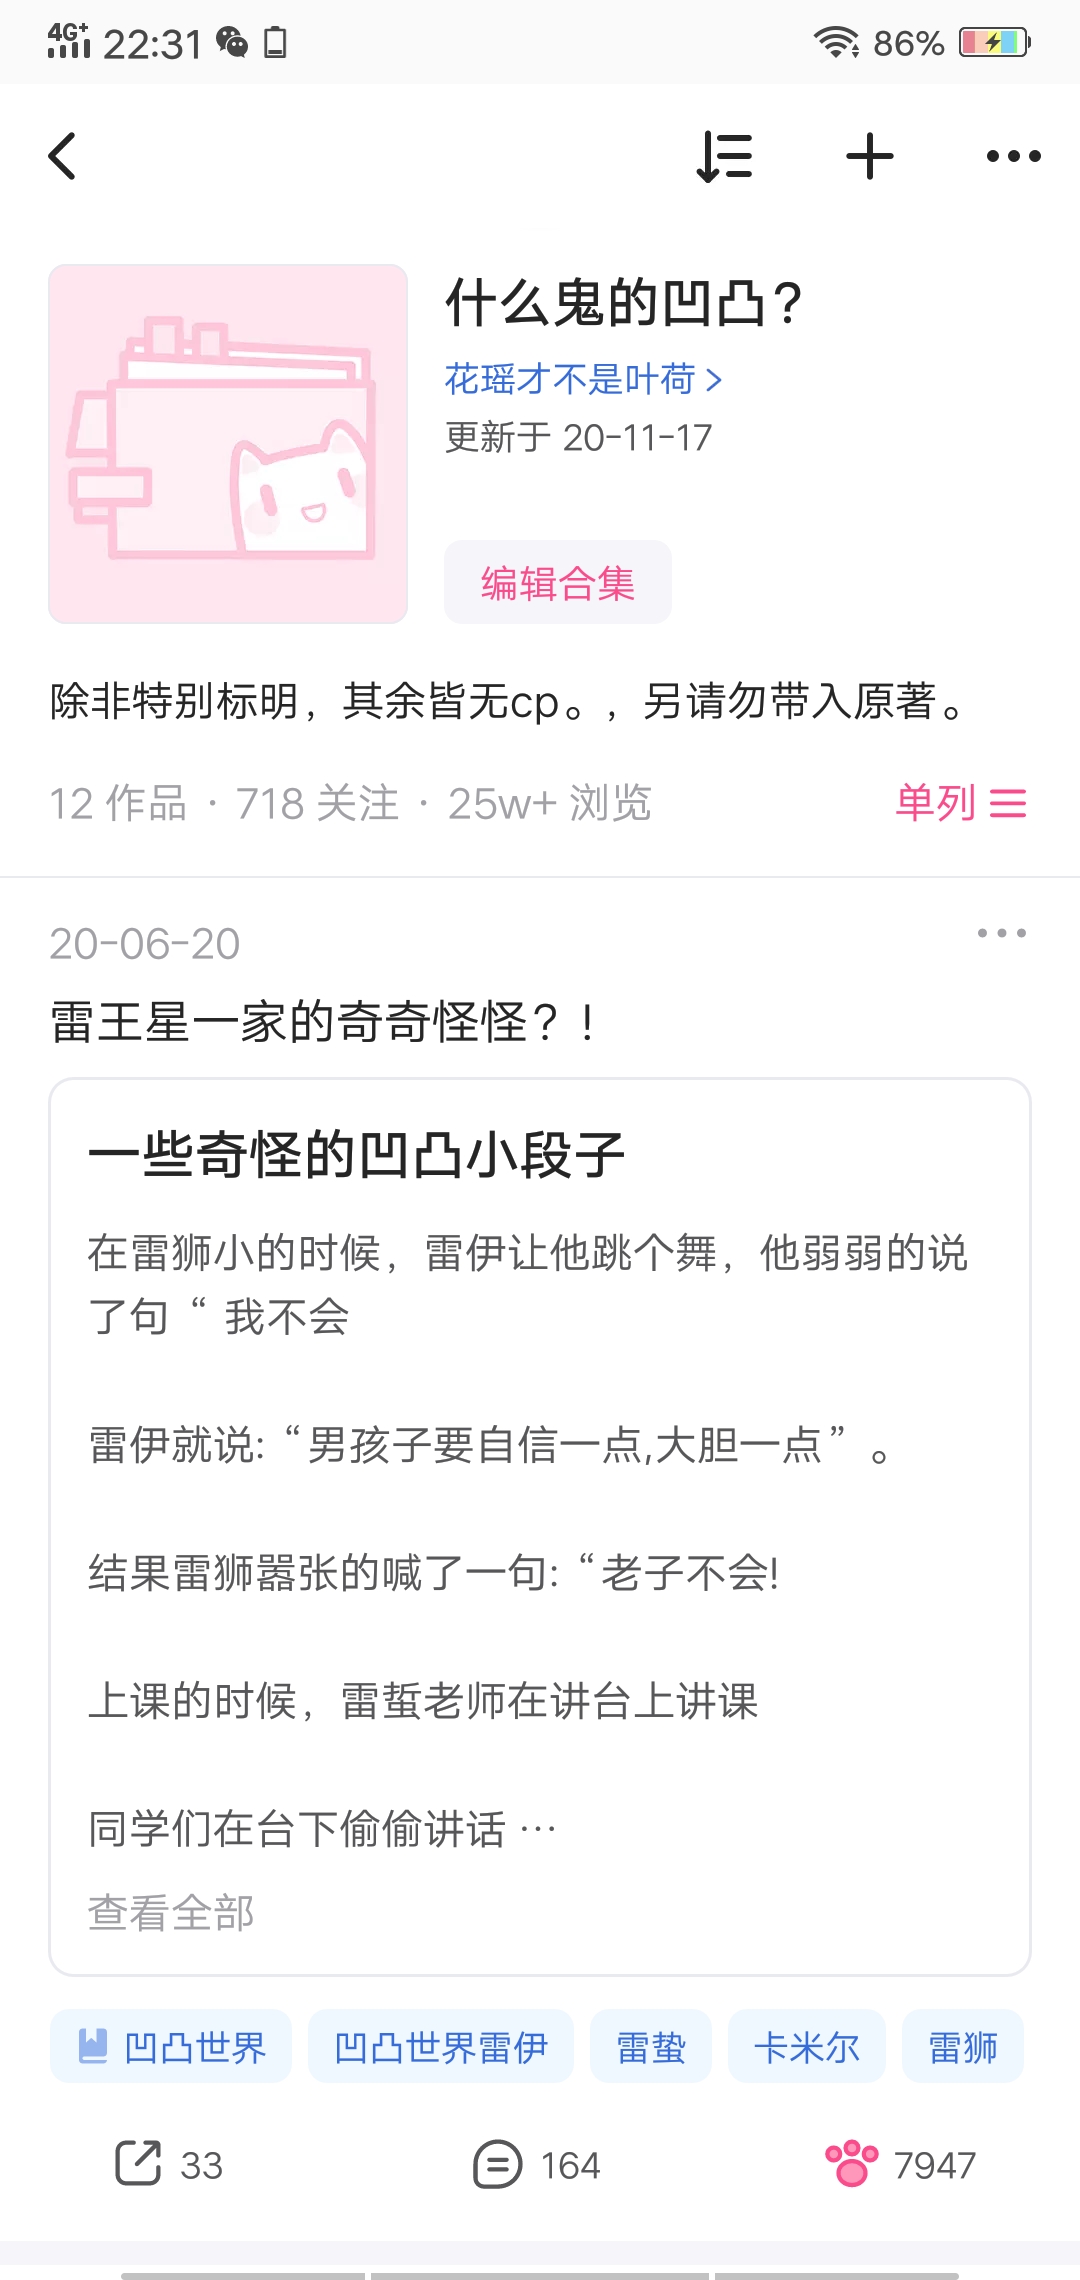 4G+ 22:31 86%
什么鬼的凹凸？
花瑶才不是叶荷 >
更新于 20-11-17
编辑合集
除非特别标明，其余皆无cp。，另请勿带入原著。
12 作品 · 718 关注 · 25w+ 浏览 单列
20-06-20
雷王星一家的奇奇怪怪？！
一些奇怪的凹凸小段子
在雷狮小的时候，雷伊让他跳个舞，他弱弱的说
了句“ 我不会
雷伊就说:“男孩子要自信一点,大胆一点” 。
结果雷狮嚣张的喊了一句:“老子不会!
上课的时候，雷蜇老师在讲台上讲课
同学们在台下偷偷讲话 …
查看全部
凹凸世界 凹凸世界雷伊 雷蛰 卡米尔 雷狮
33 164 7947